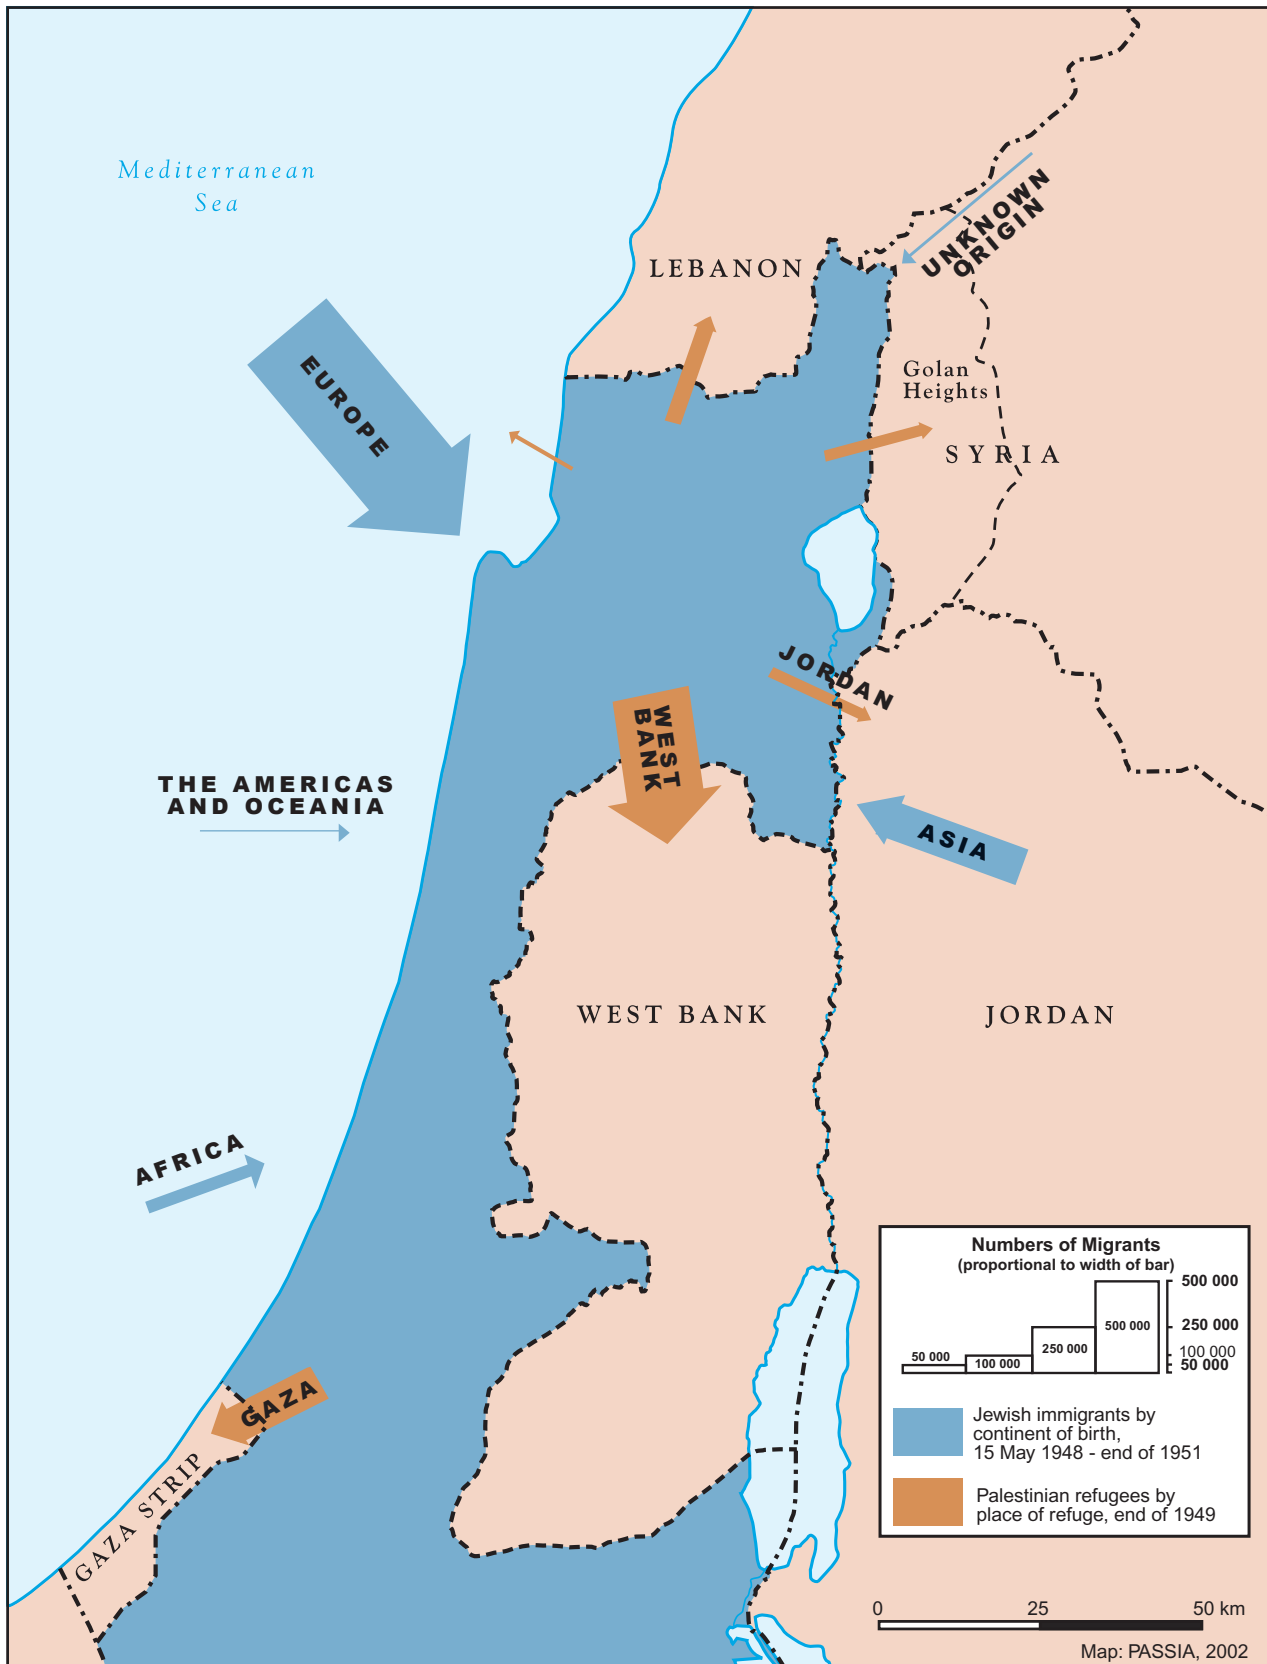 Mediterranean
Sea
UNKNOWN
ORIGIN
LEBANON
EUROPE
Golan
Heights
SYRIA
JORDAN
WEST
BANK
THE AMERICAS
AND OCEANIA
ASIA
WEST BANK
JORDAN
AFRICA
GAZA
GAZA STRIP
Numbers of Migrants
(proportional to width of bar)
50 000
100 000
250 000
500 000
500 000
250 000
100 000
50 000
Jewish immigrants by
continent of birth,
15 May 1948 - end of 1951
Palestinian refugees by
place of refuge, end of 1949
0 25 50 km
Map: PASSIA, 2002